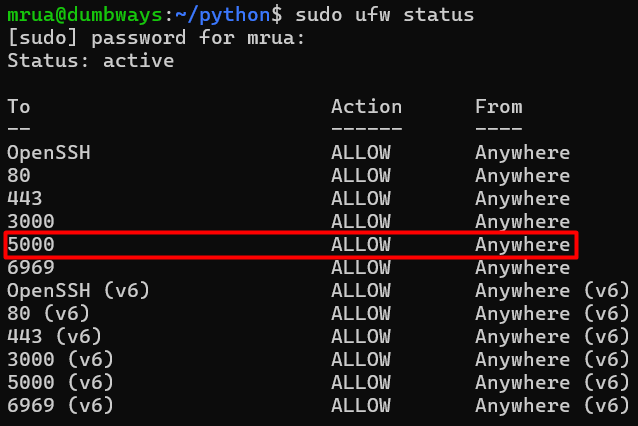 mrua@dumbways:~/python$ sudo ufw status
[sudo] password for mrua:
Status: active
To                         Action      From
--                         ------      ----
OpenSSH                    ALLOW       Anywhere
80                         ALLOW       Anywhere
443                        ALLOW       Anywhere
3000                       ALLOW       Anywhere
5000                       ALLOW       Anywhere
6969                       ALLOW       Anywhere
OpenSSH (v6)               ALLOW       Anywhere (v6)
80 (v6)                    ALLOW       Anywhere (v6)
443 (v6)                   ALLOW       Anywhere (v6)
3000 (v6)                  ALLOW       Anywhere (v6)
5000 (v6)                  ALLOW       Anywhere (v6)
6969 (v6)                  ALLOW       Anywhere (v6)